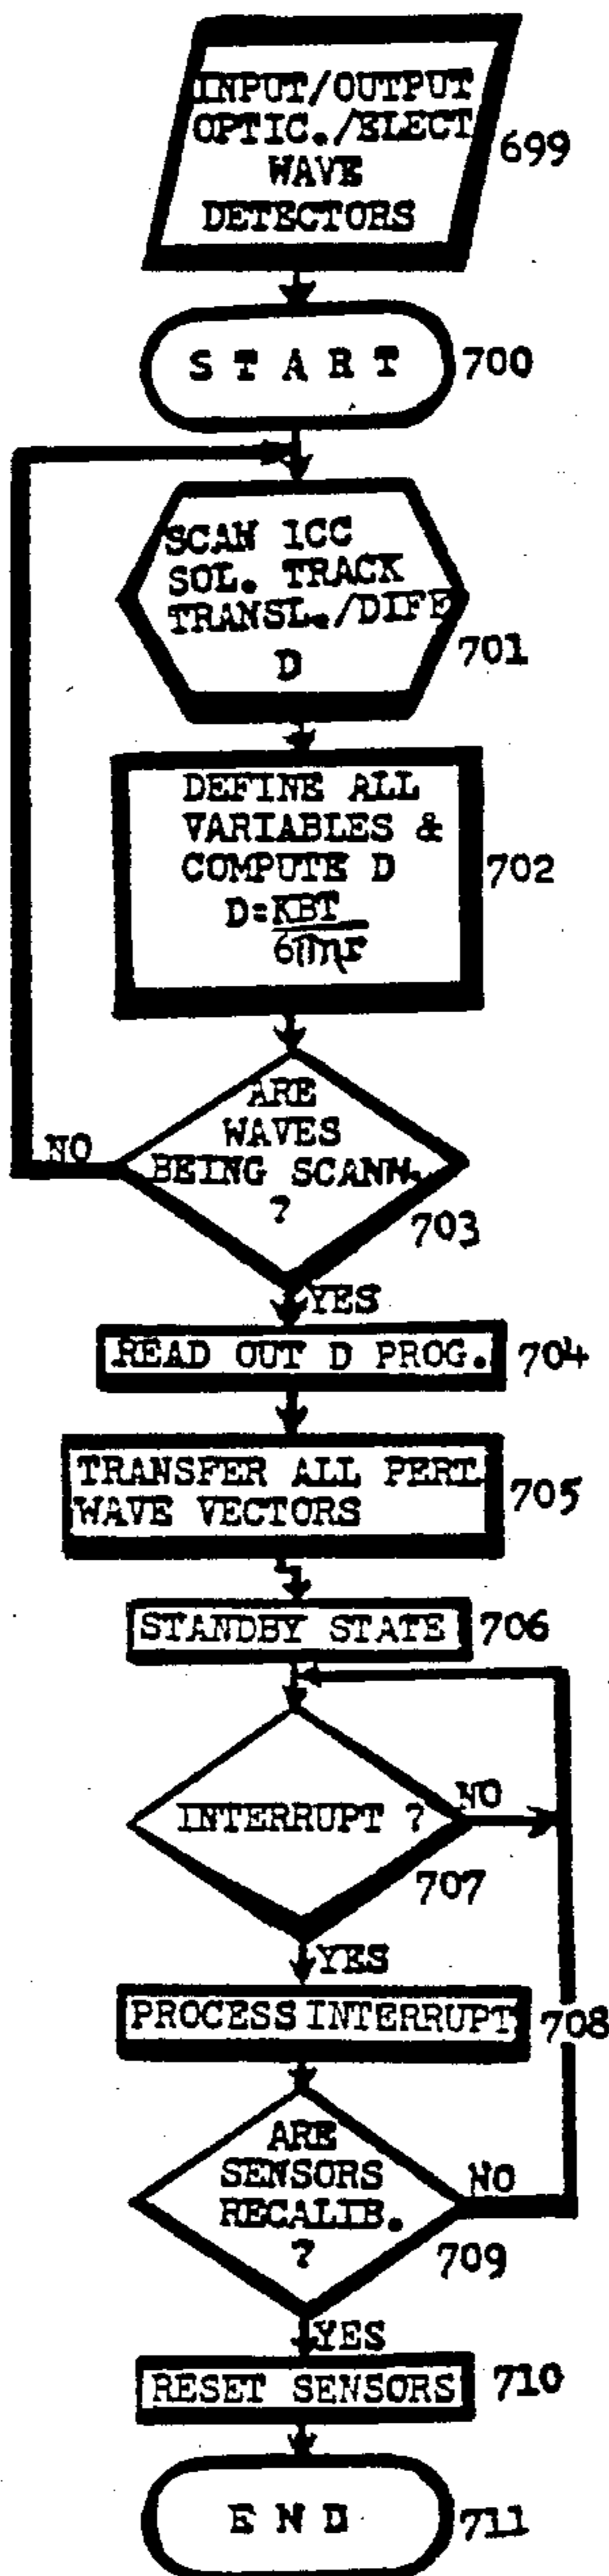 INPUT/OUTPUT
OPTIC./ELECT
WAVE
DETECTORS
699
START
700
SCAN 1CC
SOL. TRACK
TRANSL./DIFF
D
701
DEFINE ALL
VARIABLES &
COMPUTE D
D=KBT
6πηr
702
ARE
WAVES
BEING SCANN.
?
703
NO
YES
READ OUT D PROG.
704
TRANSFER ALL PERT.
WAVE VECTORS
705
STANDBY STATE
706
INTERRUPT ?
NO
707
YES
PROCESS INTERRUPT
708
ARE
SENSORS
RECALIB.
?
NO
709
YES
RESET SENSORS
710
END
711